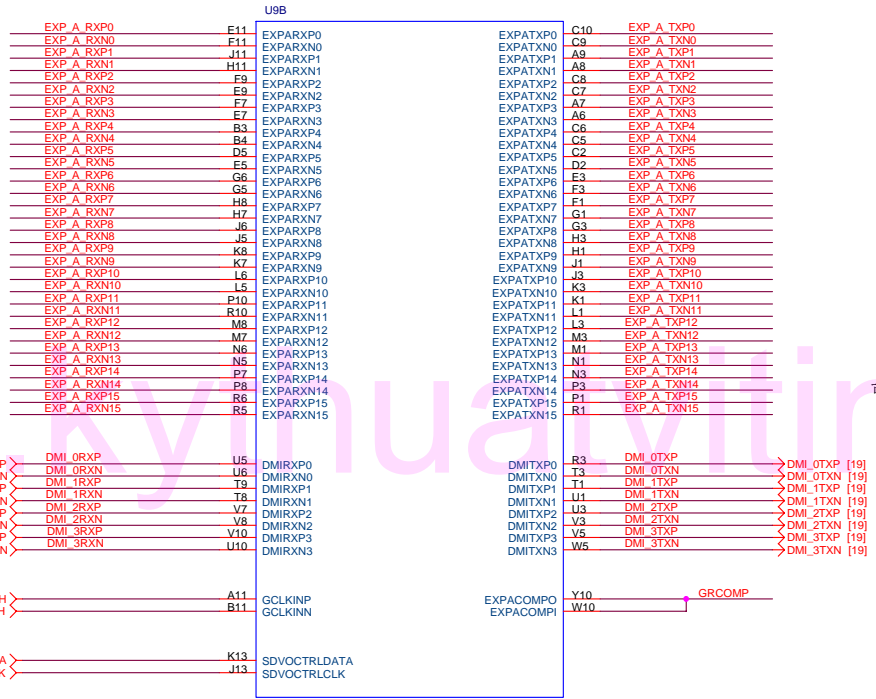 U9B
EXP_A_RXP0 E11 EXPARXP0 EXPATXP0 C10 EXP_A_TXP0
EXP_A_RXN0 F11 EXPARXN0 EXPATXN0 C9 EXP_A_TXN0
EXP_A_RXP1 J11 EXPARXP1 EXPATXP1 A9 EXP_A_TXP1
EXP_A_RXN1 H11 EXPARXN1 EXPATXN1 A8 EXP_A_TXN1
EXP_A_RXP2 F9 EXPARXP2 EXPATXP2 C8 EXP_A_TXP2
EXP_A_RXN2 E9 EXPARXN2 EXPATXN2 C7 EXP_A_TXN2
EXP_A_RXP3 F7 EXPARXP3 EXPATXP3 A7 EXP_A_TXP3
EXP_A_RXN3 E7 EXPARXN3 EXPATXN3 A6 EXP_A_TXN3
EXP_A_RXP4 B3 EXPARXP4 EXPATXP4 C6 EXP_A_TXP4
EXP_A_RXN4 B4 EXPARXN4 EXPATXN4 C5 EXP_A_TXN4
EXP_A_RXP5 D5 EXPARXP5 EXPATXP5 C2 EXP_A_TXP5
EXP_A_RXN5 E5 EXPARXN5 EXPATXN5 D2 EXP_A_TXN5
EXP_A_RXP6 G6 EXPARXP6 EXPATXP6 E3 EXP_A_TXP6
EXP_A_RXN6 G5 EXPARXN6 EXPATXN6 F3 EXP_A_TXN6
EXP_A_RXP7 H8 EXPARXP7 EXPATXP7 F1 EXP_A_TXP7
EXP_A_RXN7 H7 EXPARXN7 EXPATXN7 G1 EXP_A_TXN7
EXP_A_RXP8 J6 EXPARXP8 EXPATXP8 G3 EXP_A_TXP8
EXP_A_RXN8 J5 EXPARXN8 EXPATXN8 H3 EXP_A_TXN8
EXP_A_RXP9 K8 EXPARXP9 EXPATXP9 H1 EXP_A_TXP9
EXP_A_RXN9 K7 EXPARXN9 EXPATXN9 J1 EXP_A_TXN9
EXP_A_RXP10 L6 EXPARXP10 EXPATXP10 J3 EXP_A_TXP10
EXP_A_RXN10 L5 EXPARXN10 EXPATXN10 K3 EXP_A_TXN10
EXP_A_RXP11 P10 EXPARXP11 EXPATXP11 K1 EXP_A_TXP11
EXP_A_RXN11 R10 EXPARXN11 EXPATXN11 L1 EXP_A_TXN11
EXP_A_RXP12 M8 EXPARXP12 EXPATXP12 L3 EXP_A_TXP12
EXP_A_RXN12 M7 EXPARXN12 EXPATXN12 M3 EXP_A_TXN12
EXP_A_RXP13 N6 EXPARXP13 EXPATXP13 M1 EXP_A_TXP13
EXP_A_RXN13 N5 EXPARXN13 EXPATXN13 N1 EXP_A_TXN13
EXP_A_RXP14 P7 EXPARXP14 EXPATXP14 N3 EXP_A_TXP14
EXP_A_RXN14 P8 EXPARXN14 EXPATXN14 P3 EXP_A_TXN14
EXP_A_RXP15 R6 EXPARXP15 EXPATXP15 P1 EXP_A_TXP15
EXP_A_RXN15 R5 EXPARXN15 EXPATXN15 R1 EXP_A_TXN15
.kythuatvitin
P DMI_0RXP U5 DMIRXP0 DMITXP0 R3 DMI_0TXP DMI_0TXP [19]
N DMI_0RXN U6 DMIRXN0 DMITXN0 T3 DMI_0TXN DMI_0TXN [19]
P DMI_1RXP T9 DMIRXP1 DMITXP1 T1 DMI_1TXP DMI_1TXP [19]
N DMI_1RXN T8 DMIRXN1 DMITXN1 U1 DMI_1TXN DMI_1TXN [19]
P DMI_2RXP V7 DMIRXP2 DMITXP2 U3 DMI_2TXP DMI_2TXP [19]
N DMI_2RXN V8 DMIRXN2 DMITXN2 V3 DMI_2TXN DMI_2TXN [19]
P DMI_3RXP V10 DMIRXP3 DMITXP3 V5 DMI_3TXP DMI_3TXP [19]
N DMI_3RXN U10 DMIRXN3 DMITXN3 W5 DMI_3TXN DMI_3TXN [19]
H A11 GCLKINP EXPACOMPO Y10 GRCOMP
H B11 GCLKINN EXPACOMPI W10
A K13 SDVOCTRLDATA
K J13 SDVOCTRLCLK